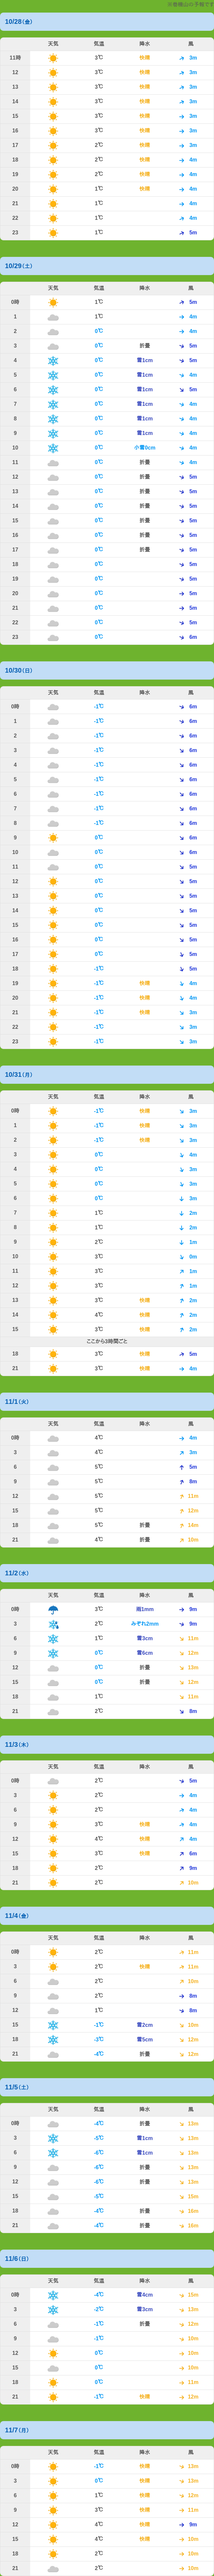 ※岩櫃山の予報です
10/28(金)
天気 気温 降水 風
11時 3℃ 快晴 3m
12 3℃ 快晴 3m
13 3℃ 快晴 3m
14 3℃ 快晴 3m
15 3℃ 快晴 3m
16 3℃ 快晴 3m
17 2℃ 快晴 3m
18 2℃ 快晴 4m
19 2℃ 快晴 4m
20 1℃ 快晴 4m
21 1℃ 4m
22 1℃ 4m
23 1℃ 5m
10/29(土)
天気 気温 降水 風
0時 1℃ 5m
1 1℃ 4m
2 0℃ 4m
3 0℃ 折曇 5m
4 0℃ 雪1cm 5m
5 0℃ 雪1cm 4m
6 0℃ 雪1cm 5m
7 0℃ 雪1cm 4m
8 0℃ 雪1cm 4m
9 0℃ 雪1cm 4m
10 0℃ 小雪0cm 4m
11 0℃ 折曇 4m
12 0℃ 折曇 5m
13 0℃ 折曇 5m
14 0℃ 折曇 5m
15 0℃ 折曇 5m
16 0℃ 折曇 5m
17 0℃ 折曇 5m
18 0℃ 5m
19 0℃ 5m
20 0℃ 5m
21 0℃ 5m
22 0℃ 5m
23 0℃ 6m
10/30(日)
天気 気温 降水 風
0時 -1℃ 6m
1 -1℃ 6m
2 -1℃ 6m
3 -1℃ 6m
4 -1℃ 6m
5 -1℃ 6m
6 -1℃ 6m
7 -1℃ 6m
8 -1℃ 6m
9 0℃ 6m
10 0℃ 6m
11 0℃ 5m
12 0℃ 5m
13 0℃ 5m
14 0℃ 5m
15 0℃ 5m
16 0℃ 5m
17 0℃ 5m
18 -1℃ 5m
19 -1℃ 快晴 4m
20 -1℃ 快晴 4m
21 -1℃ 快晴 3m
22 -1℃ 3m
23 -1℃ 3m
10/31(月)
天気 気温 降水 風
0時 -1℃ 快晴 3m
1 -1℃ 快晴 3m
2 -1℃ 快晴 3m
3 0℃ 4m
4 0℃ 3m
5 0℃ 3m
6 0℃ 3m
7 1℃ 2m
8 1℃ 2m
9 2℃ 1m
10 3℃ 0m
11 3℃ 1m
12 3℃ 1m
13 3℃ 快晴 2m
14 4℃ 快晴 2m
15 3℃ 快晴 2m
ここから3時間ごと
18 3℃ 快晴 5m
21 3℃ 快晴 4m
11/1(火)
天気 気温 降水 風
0時 4℃ 4m
3 4℃ 3m
6 5℃ 5m
9 5℃ 8m
12 5℃ 11m
15 5℃ 12m
18 5℃ 折曇 14m
21 4℃ 折曇 10m
11/2(水)
天気 気温 降水 風
0時 3℃ 雨1mm 9m
3 2℃ みぞれ2mm 9m
6 1℃ 雪3cm 11m
9 0℃ 雪6cm 12m
12 0℃ 折曇 13m
15 0℃ 折曇 12m
18 1℃ 11m
21 2℃ 8m
11/3(木)
天気 気温 降水 風
0時 2℃ 5m
3 2℃ 4m
6 2℃ 4m
9 3℃ 快晴 4m
12 4℃ 快晴 4m
15 3℃ 快晴 6m
18 2℃ 9m
21 2℃ 10m
11/4(金)
天気 気温 降水 風
0時 2℃ 11m
3 2℃ 快晴 11m
6 2℃ 10m
9 2℃ 8m
12 1℃ 8m
15 -1℃ 雪2cm 10m
18 -3℃ 雪5cm 12m
21 -4℃ 折曇 12m
11/5(土)
天気 気温 降水 風
0時 -4℃ 折曇 13m
3 -5℃ 雪1cm 13m
6 -6℃ 雪1cm 13m
9 -6℃ 折曇 13m
12 -6℃ 折曇 13m
15 -5℃ 15m
18 -4℃ 折曇 16m
21 -4℃ 折曇 16m
11/6(日)
天気 気温 降水 風
0時 -4℃ 雪4cm 15m
3 -2℃ 雪3cm 13m
6 -1℃ 折曇 12m
9 -1℃ 10m
12 0℃ 10m
15 0℃ 10m
18 0℃ 11m
21 -1℃ 快晴 12m
11/7(月)
天気 気温 降水 風
0時 -1℃ 快晴 13m
3 0℃ 快晴 13m
6 1℃ 快晴 12m
9 3℃ 快晴 11m
12 4℃ 快晴 9m
15 4℃ 快晴 10m
18 2℃ 10m
21 2℃ 10m